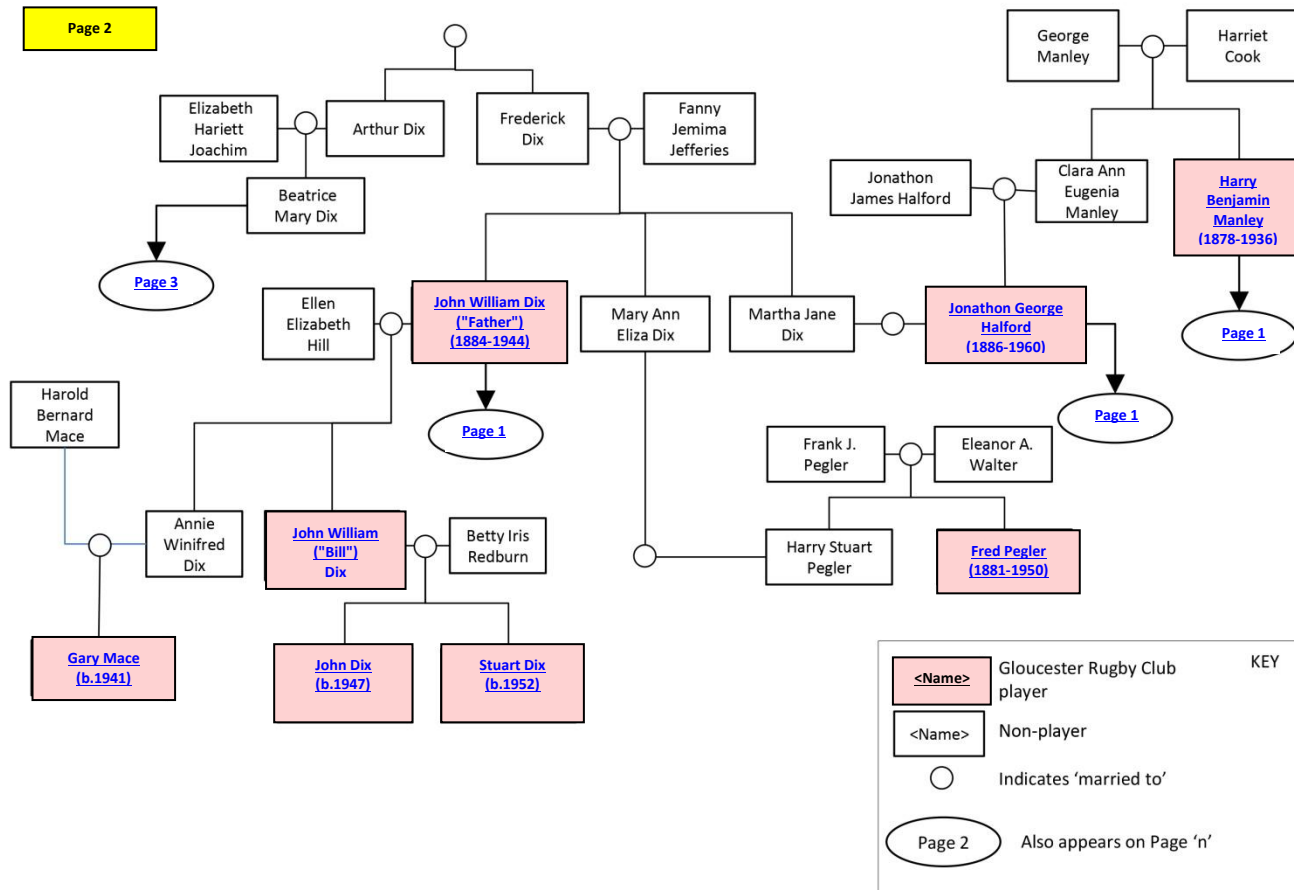 Page 2
George
Manley
Harriet
Cook
Elizabeth
Hariett
Joachim
Arthur Dix
Frederick
Dix
Fanny
Jemima
Jefferies
Beatrice
Mary Dix
Jonathon
James Halford
Clara Ann
Eugenia
Manley
Harry
Benjamin
Manley
(1878-1936)
Page 3
Ellen
Elizabeth
Hill
John William Dix
("Father")
(1884-1944)
Mary Ann
Eliza Dix
Martha Jane
Dix
Jonathon George
Halford
(1886-1960)
Page 1
Harold
Bernard
Mace
Page 1
Page 1
Frank J.
Pegler
Eleanor A.
Walter
Annie
Winifred
Dix
John William
("Bill")
Dix
Betty Iris
Redburn
Harry Stuart
Pegler
Fred Pegler
(1881-1950)
Gary Mace
(b.1941)
John Dix
(b.1947)
Stuart Dix
(b.1952)
KEY
<Name>
Gloucester Rugby Club
player
<Name>
Non-player
Indicates ‘married to’
Page 2
Also appears on Page ‘n’